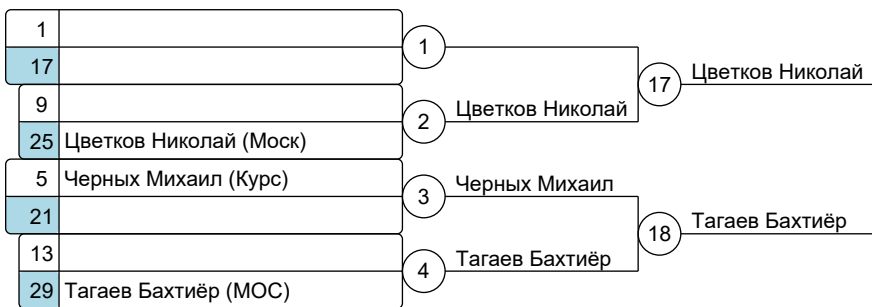 1
1
17
17 Цветков Николай
9
2 Цветков Николай
25 Цветков Николай (Моск)
5 Черных Михаил (Курс)
3 Черных Михаил
21
18 Тагаев Бахтиёр
13
4 Тагаев Бахтиёр
29 Тагаев Бахтиёр (МОС)